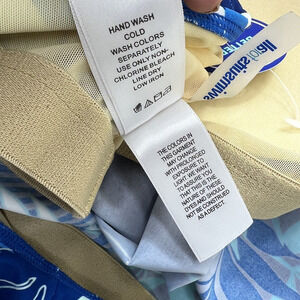 HAND WASH
COLD
WASH COLORS
SEPARATELY
USE ONLY NON-
CHLORINE BLEACH
LINE DRY
LOW IRON
THE COLORS IN
THIS GARMENT
MAY CHANGE
WITH PROLONGED
EXPOSURE TO
LIGHT. WE WANT
TO ASSURE YOU
THAT THIS IS THE
NATURE OF THESE
DYES AND SHOULD
NOT BE CONSTRUED
AS A DEFECT.